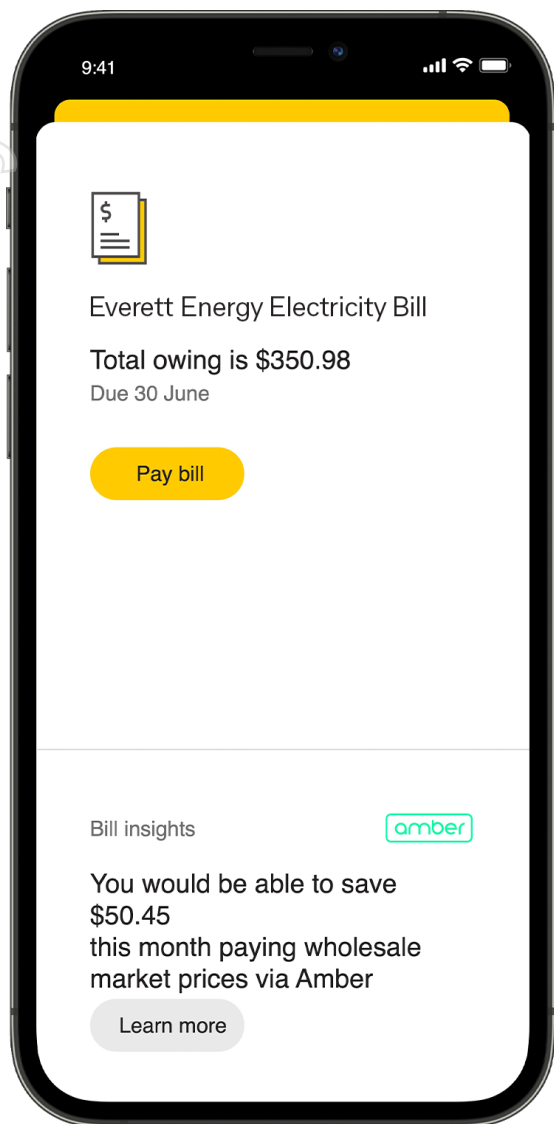 9:41
$
Everett Energy Electricity Bill
Total owing is $350.98
Due 30 June
Pay bill
Bill insights
amber
You would be able to save
$50.45
this month paying wholesale
market prices via Amber
Learn more